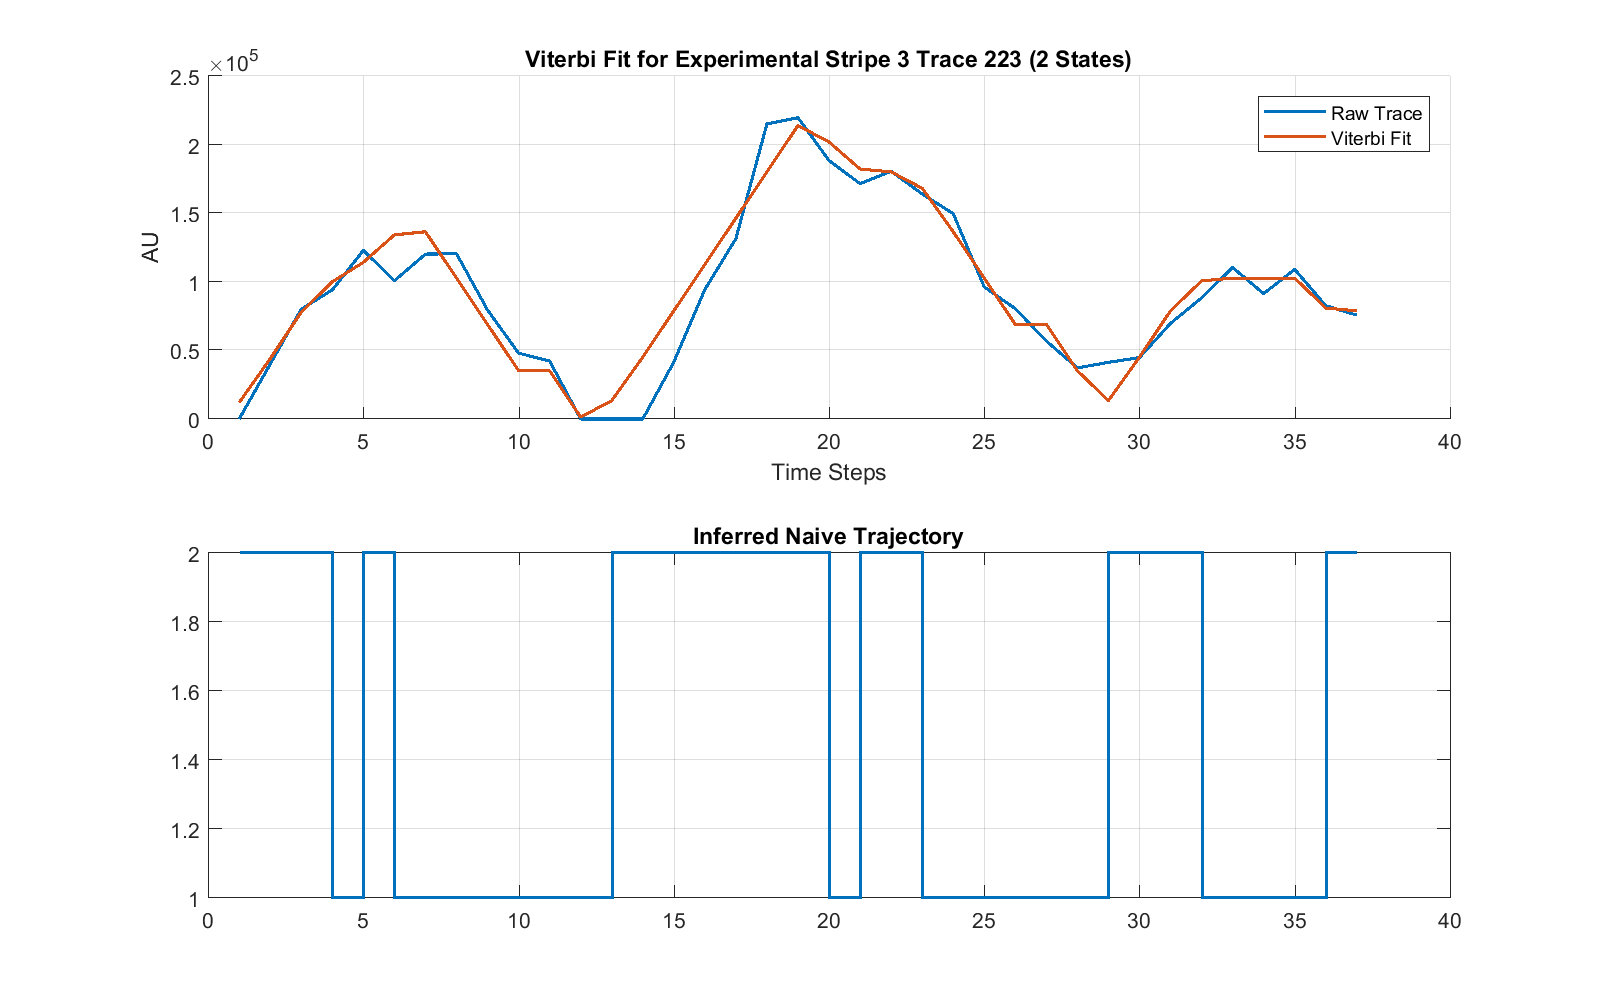 Viterbi Fit for Experimental Stripe 3 Trace 223 (2 States)
×10^5
2.5
2
1.5
1
0.5
0
AU
Raw Trace
Viterbi Fit
0 5 10 15 20 25 30 35 40
Time Steps
Inferred Naive Trajectory
2
1.8
1.6
1.4
1.2
1
0 5 10 15 20 25 30 35 40